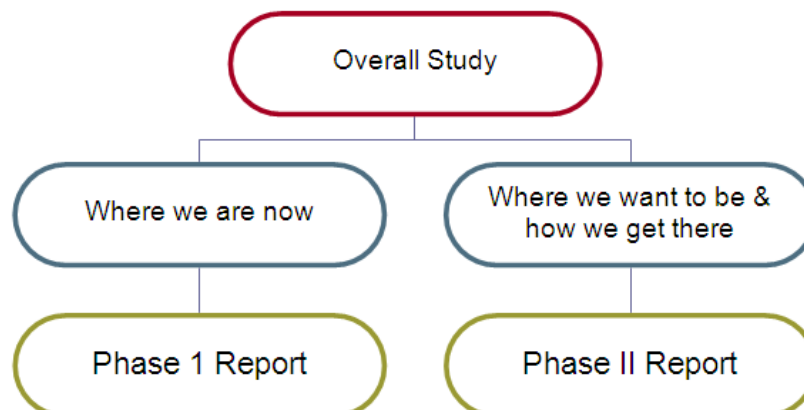 Overall Study
Where we are now
Where we want to be &
how we get there
Phase 1 Report
Phase II Report